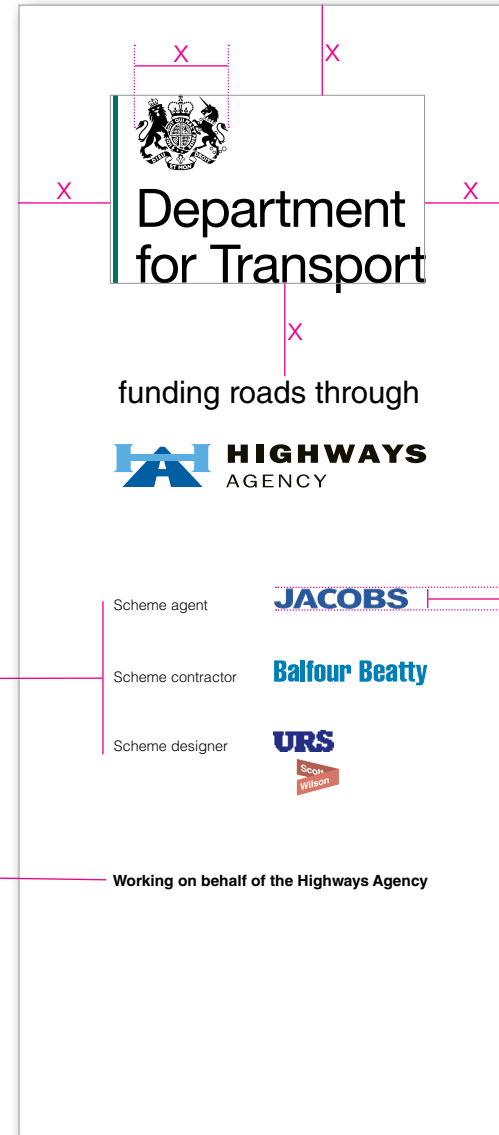 X
X
X
X
Department
for Transport
X
funding roads through
HIGHWAYS
AGENCY
Scheme agent
JACOBS
Scheme contractor
Balfour Beatty
Scheme designer
URS
Scott
Wilson
Working on behalf of the Highways Agency